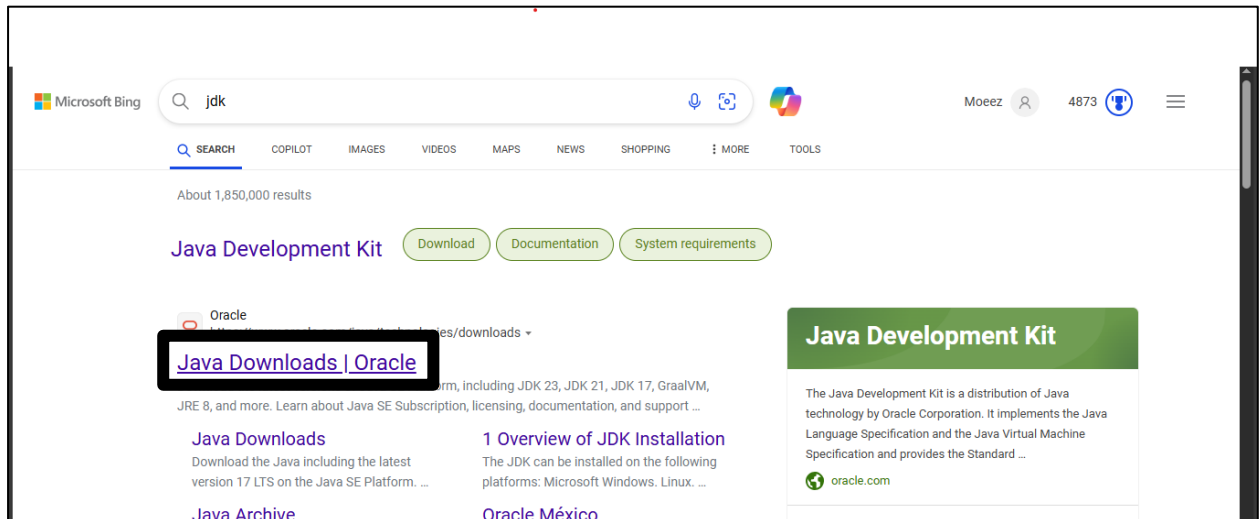 Microsoft Bing
jdk
Moeez
4873
SEARCH COPILOT IMAGES VIDEOS MAPS NEWS SHOPPING MORE TOOLS
About 1,850,000 results
Java Development Kit
Download
Documentation
System requirements
Oracle
/downloads
Java Downloads | Oracle
including JDK 23, JDK 21, JDK 17, GraalVM,
JRE 8, and more. Learn about Java SE Subscription, licensing, documentation, and support ...
Java Downloads
Download the Java including the latest
version 17 LTS on the Java SE Platform. ...
1 Overview of JDK Installation
The JDK can be installed on the following
platforms: Microsoft Windows. Linux. ...
Java Archive
Oracle México
Java Development Kit
The Java Development Kit is a distribution of Java
technology by Oracle Corporation. It implements the Java
Language Specification and the Java Virtual Machine
Specification and provides the Standard ...
oracle.com